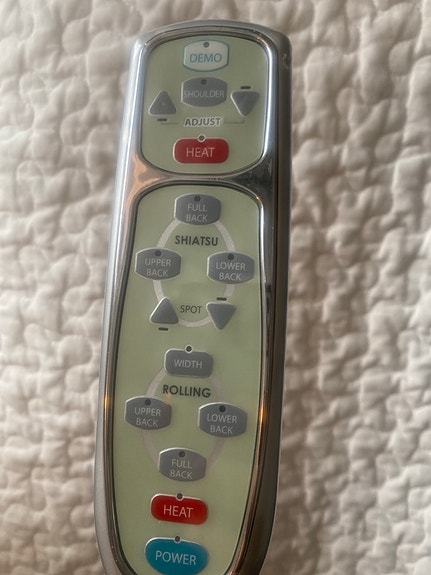 DEMO
SHOULDER
ADJUST
HEAT
FULL
BACK
SHIATSU
UPPER
BACK
LOWER
BACK
SPOT
WIDTH
ROLLING
UPPER
BACK
LOWER
BACK
FULL
BACK
HEAT
POWER